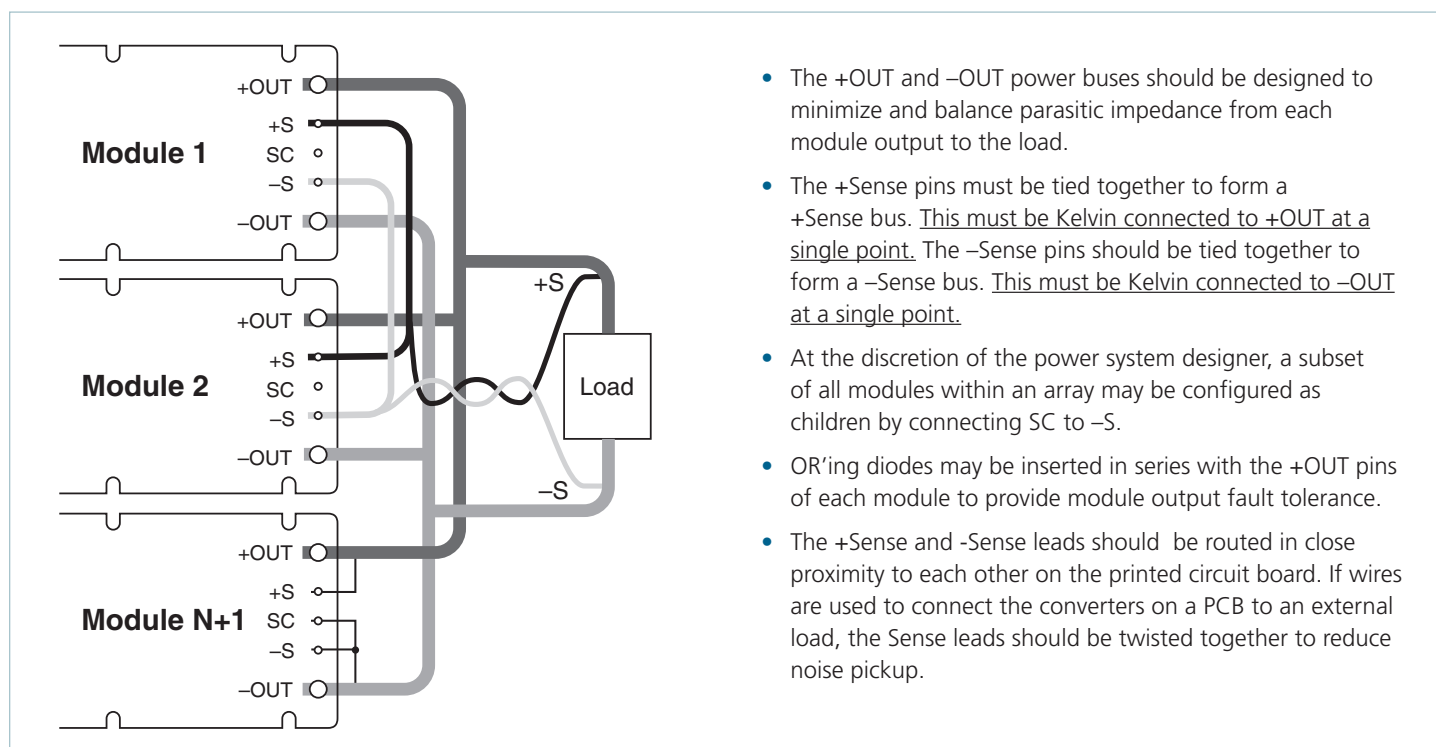 +OUT
+S
Module 1
SC
–S
–OUT
+OUT
+S
Module 2
SC
–S
–OUT
+OUT
+S
Module N+1
SC
–S
–OUT
+S
Load
–S
• The +OUT and –OUT power buses should be designed to
minimize and balance parasitic impedance from each
module output to the load.
• The +Sense pins must be tied together to form a
+Sense bus. This must be Kelvin connected to +OUT at a
single point. The –Sense pins should be tied together to
form a –Sense bus. This must be Kelvin connected to –OUT
at a single point.
• At the discretion of the power system designer, a subset
of all modules within an array may be configured as
children by connecting SC to –S.
• OR'ing diodes may be inserted in series with the +OUT pins
of each module to provide module output fault tolerance.
• The +Sense and -Sense leads should be routed in close
proximity to each other on the printed circuit board. If wires
are used to connect the converters on a PCB to an external
load, the Sense leads should be twisted together to reduce
noise pickup.